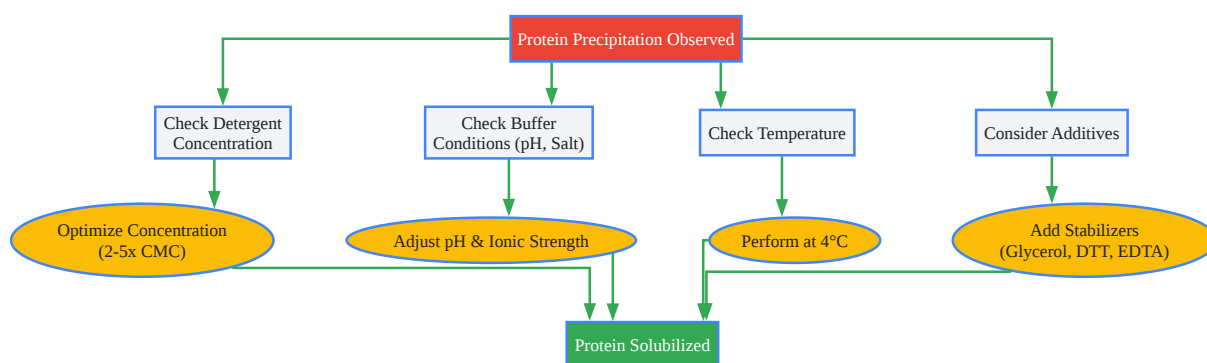 Protein Precipitation Observed
Check Detergent
Concentration
Check Buffer
Conditions (pH, Salt)
Check Temperature
Consider Additives
Optimize Concentration
(2-5x CMC)
Adjust pH & Ionic Strength
Perform at 4°C
Add Stabilizers
(Glycerol, DTT, EDTA)
Protein Solubilized